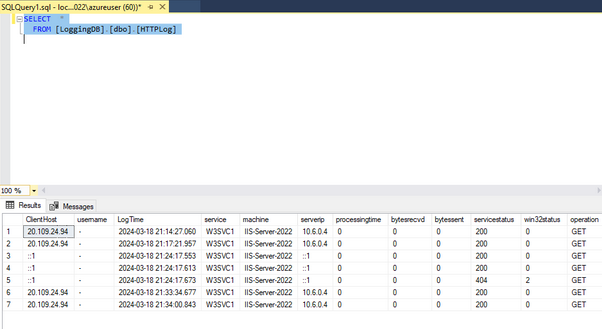 SQLQuery1.sql - loc...022\azureuser (60))*
SELECT *
FROM [LoggingDB].[dbo].[HTTPLog]
100 %
Results Messages
ClientHost username LogTime service machine serverip processingtime bytesrecvd bytessent servicestatus win32status operation
1 20.109.24.94 - 2024-03-18 21:14:27.060 W3SVC1 IIS-Server-2022 10.6.0.4 0 0 0 200 0 GET
2 20.109.24.94 - 2024-03-18 21:17:21.957 W3SVC1 IIS-Server-2022 10.6.0.4 0 0 0 200 0 GET
3 ::1 - 2024-03-18 21:24:17.553 W3SVC1 IIS-Server-2022 ::1 0 0 0 200 0 GET
4 ::1 - 2024-03-18 21:24:17.613 W3SVC1 IIS-Server-2022 ::1 0 0 0 200 0 GET
5 ::1 - 2024-03-18 21:24:17.673 W3SVC1 IIS-Server-2022 ::1 0 0 0 404 2 GET
6 20.109.24.94 - 2024-03-18 21:33:34.677 W3SVC1 IIS-Server-2022 10.6.0.4 0 0 0 200 0 GET
7 20.109.24.94 - 2024-03-18 21:34:00.843 W3SVC1 IIS-Server-2022 10.6.0.4 0 0 0 200 0 GET